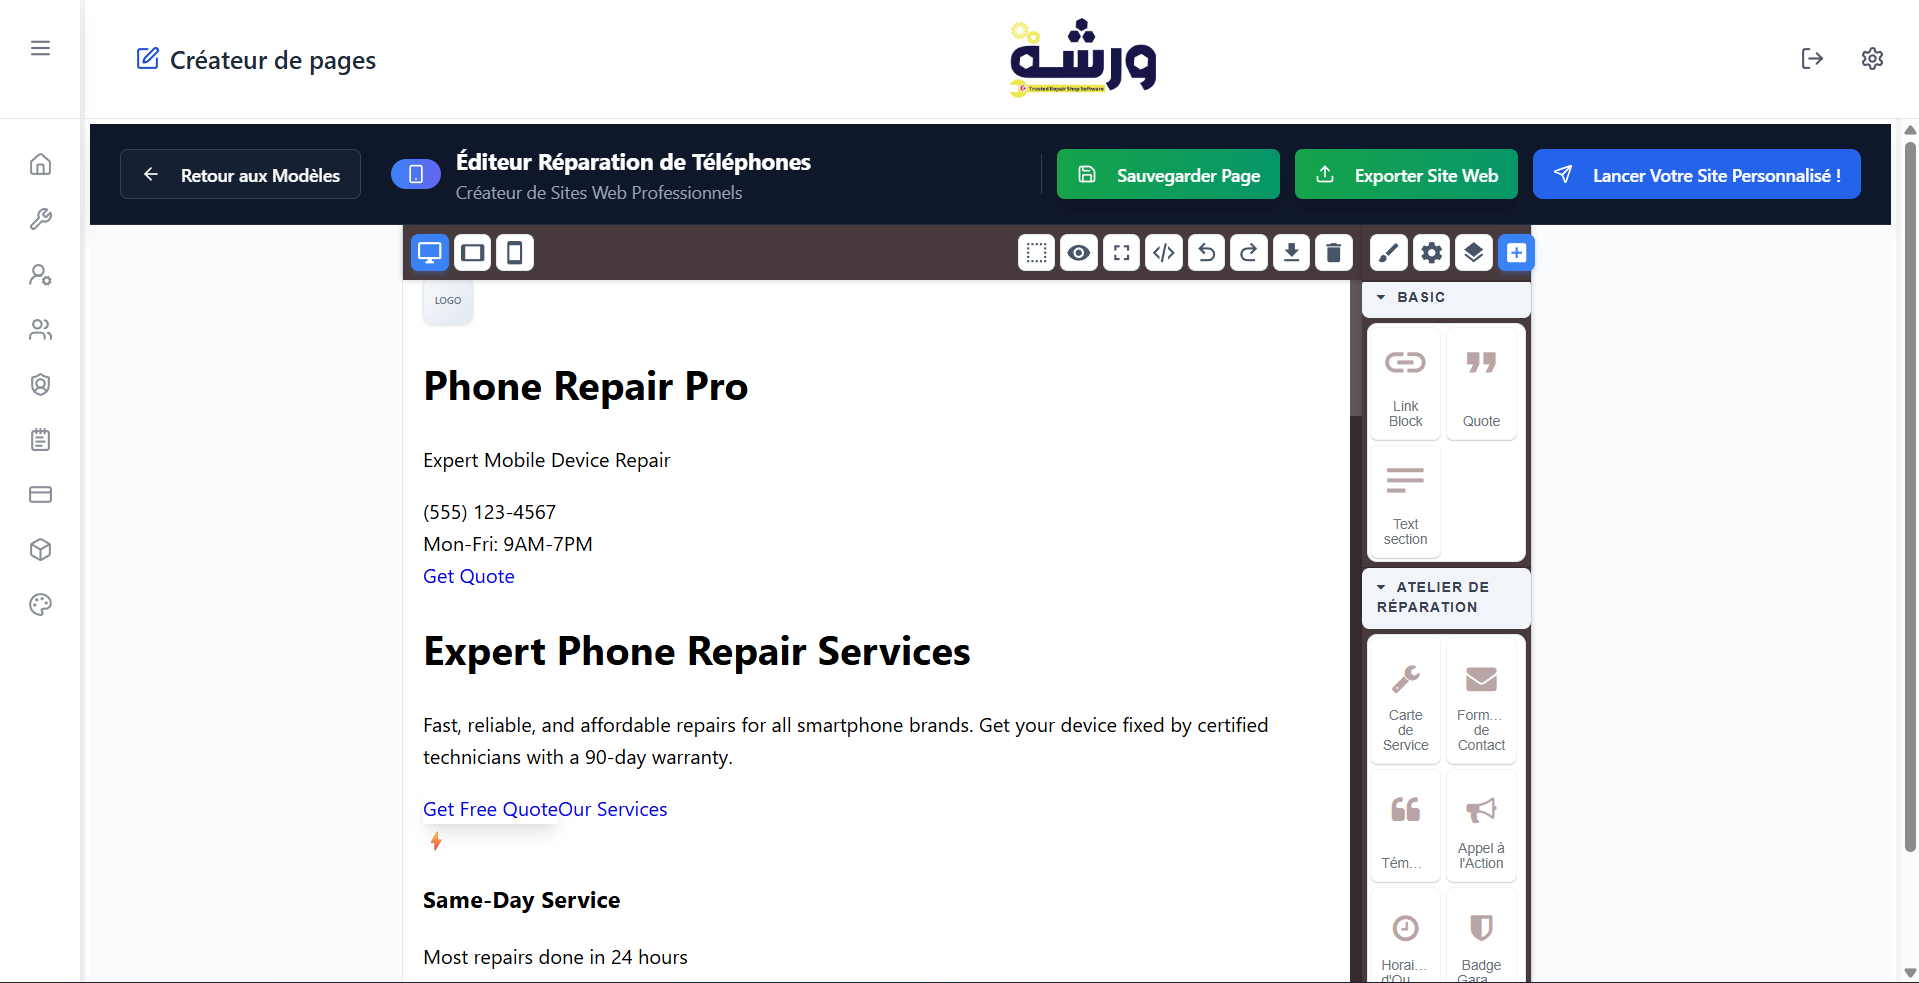 Créateur de pages
ورشه
Trusted Repair Shop Software
Retour aux Modèles
Éditeur Réparation de Téléphones
Créateur de Sites Web Professionnels
Sauvegarder Page
Exporter Site Web
Lancer Votre Site Personnalisé !
LOGO
Phone Repair Pro
Expert Mobile Device Repair
(555) 123-4567
Mon-Fri: 9AM-7PM
Get Quote
Expert Phone Repair Services
Fast, reliable, and affordable repairs for all smartphone brands. Get your device fixed by certified
technicians with a 90-day warranty.
Get Free QuoteOur Services
Same-Day Service
Most repairs done in 24 hours
BASIC
Link
Block
Quote
Text
section
ATELIER DE
RÉPARATION
Carte
de
Service
Form...
de
Contact
Tém...
Appel à
l'Action
Horai...
d'Ou...
Badge
Gara...